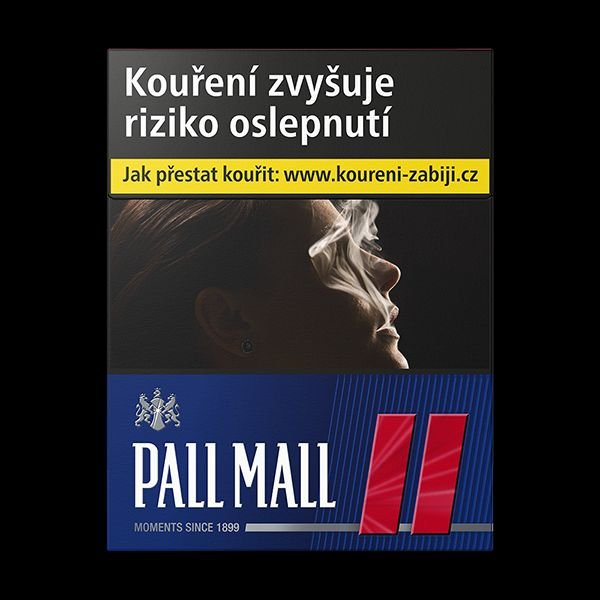 Kouření zvyšuje
riziko oslepnutí
Jak přestat kouřit: www.koureni-zabiji.cz
PALL MALL
MOMENTS SINCE 1899